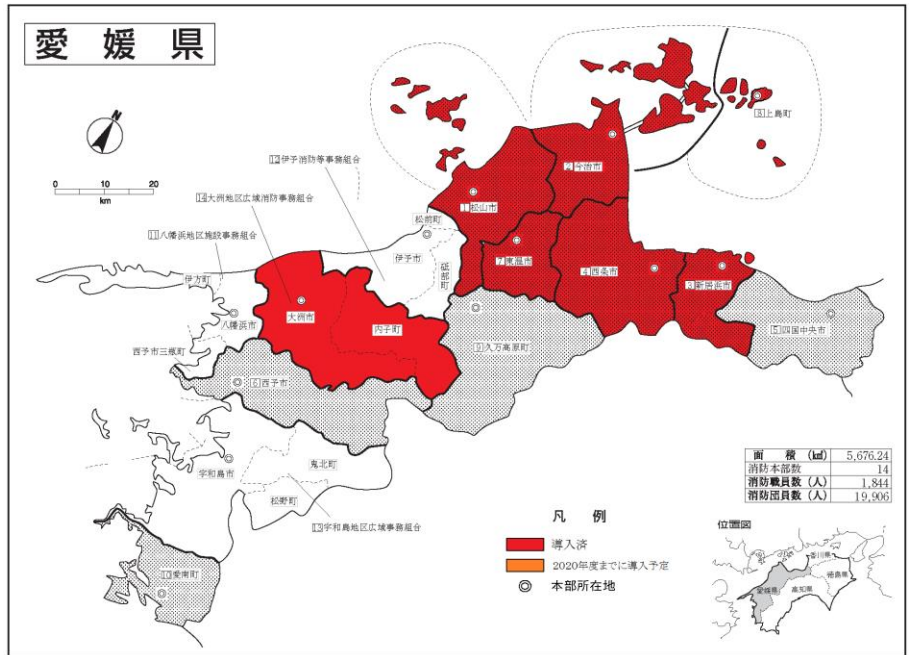 愛媛県
0 10 20
km
⑫伊予消防等事務組合
⑭大洲地区広域消防事務組合
⑪八幡浜地区施設事務組合
⑧上島町
②今治市
①松山市
松前町
⑦東温市
伊予市
砥部町
④西条市
③新居浜市
伊方町
大洲市
八幡浜市
内子町
⑨久万高原町
⑤四国中央市
西予市三瓶町
⑥西予市
鬼北町
宇和島市
松野町
⑬宇和島地区広域事務組合
⑩愛南町
面積(㎢) 5,676.24
消防本部数 14
消防職員数(人) 1,844
消防団員数(人) 19,906
凡例
導入済
2020年度までに導入予定
◎ 本部所在地
位置図
香川県
徳島県
愛媛県
高知県